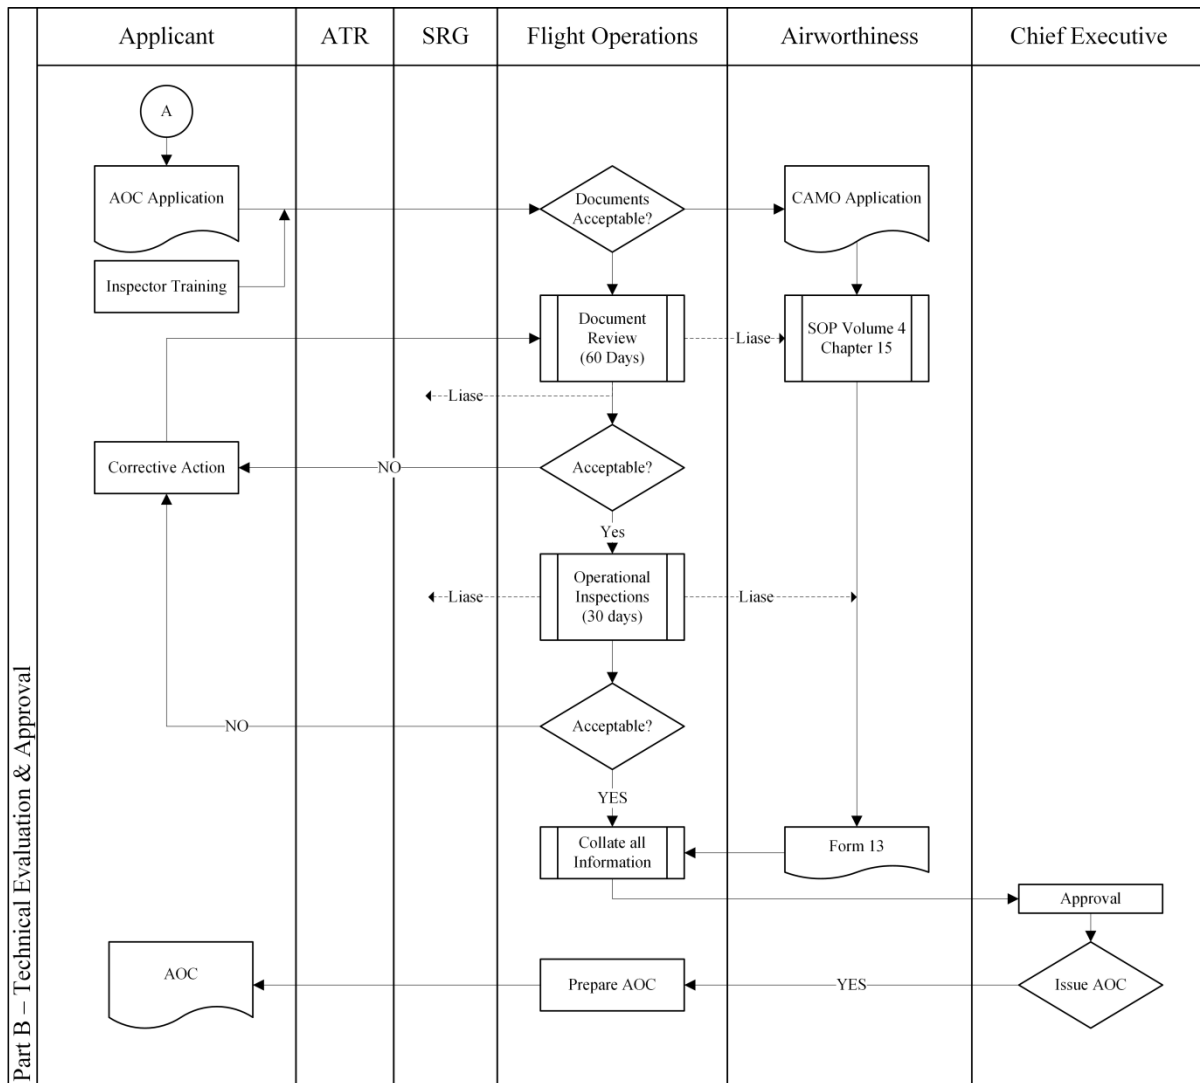 Applicant
ATR
SRG
Flight Operations
Airworthiness
Chief Executive
A
AOC Application
Documents
Acceptable?
CAMO Application
Inspector Training
Document
Review
(60 Days)
Liase
SOP Volume 4
Chapter 15
Liase
Corrective Action
NO
Acceptable?
Yes
Liase
Operational
Inspections
(30 days)
Liase
NO
Acceptable?
YES
Collate all
Information
Form 13
Approval
AOC
Prepare AOC
YES
Issue AOC
Part B – Technical Evaluation & Approval